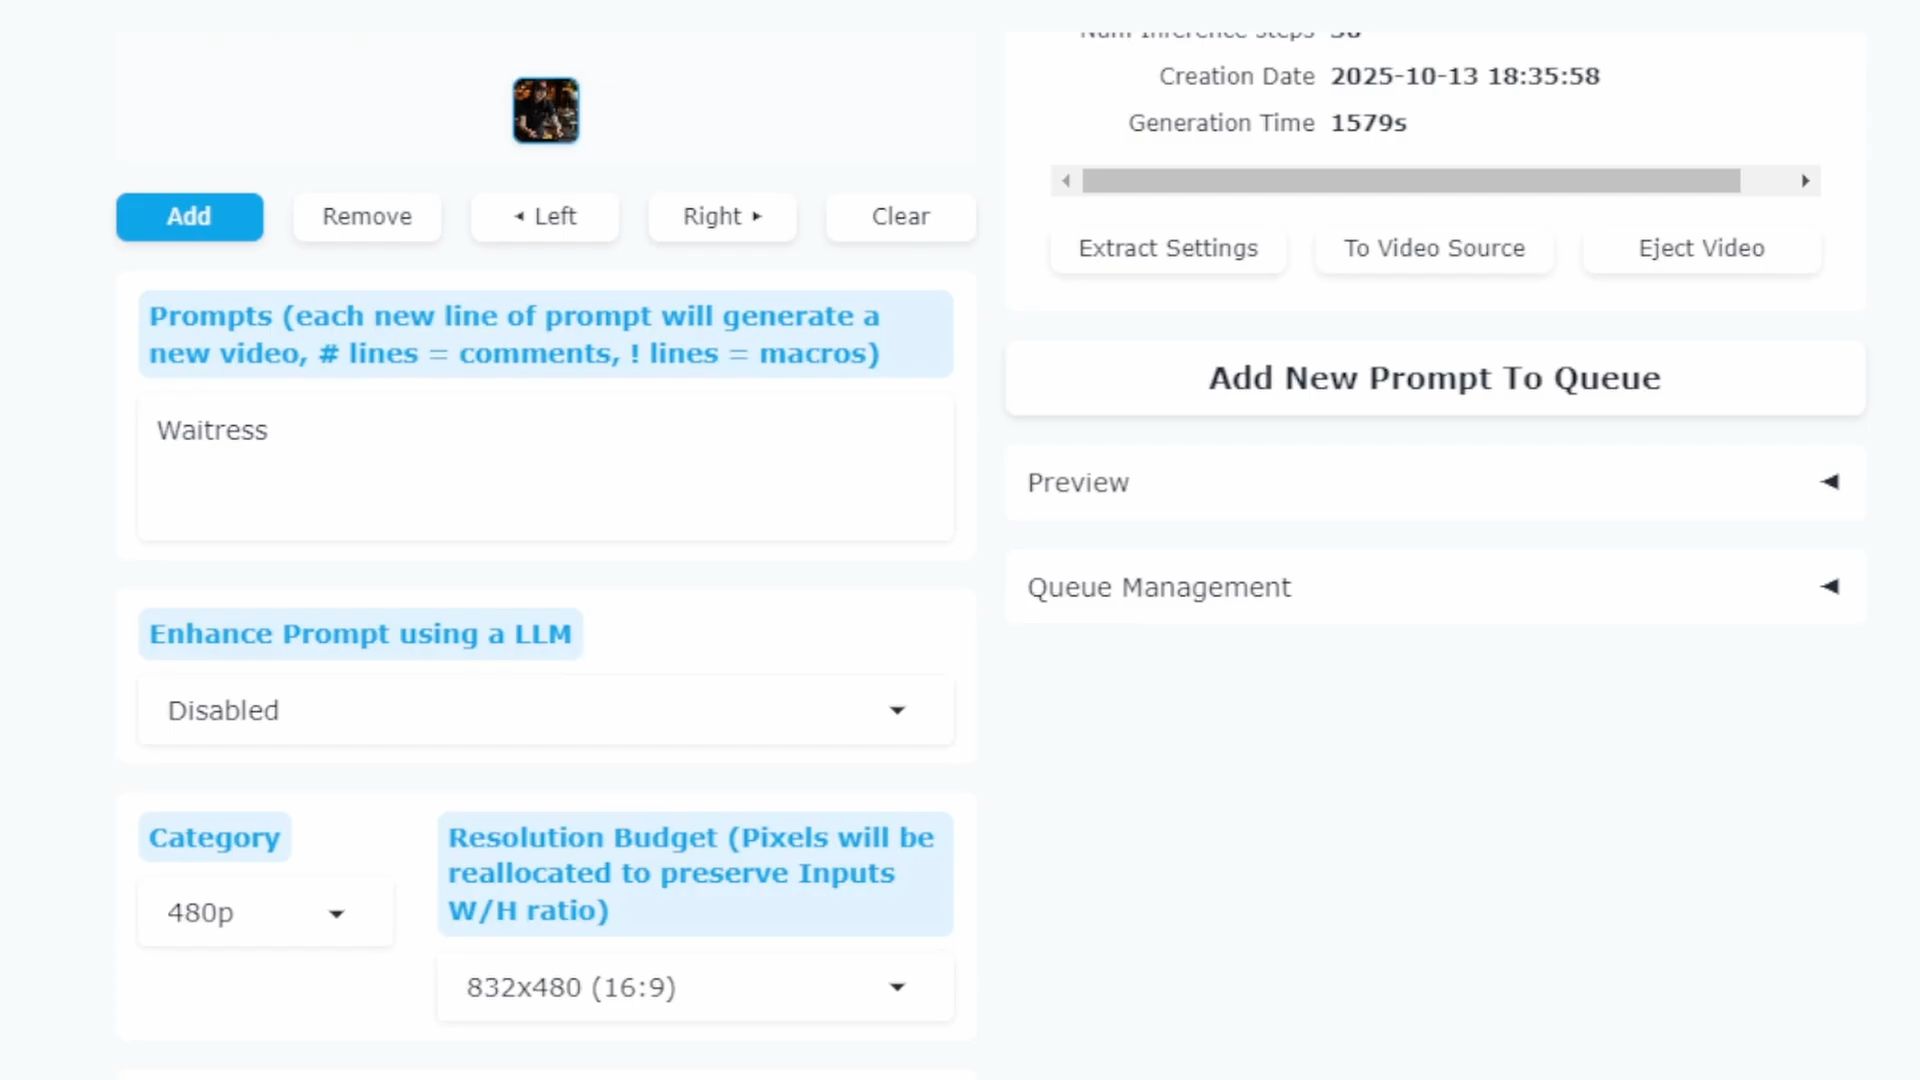 Num Inference steps
Creation Date 2025-10-13 18:35:58
Generation Time 1579s
Add
Remove
Left
Right
Clear
Extract Settings
To Video Source
Eject Video
Prompts (each new line of prompt will generate a
new video, # lines = comments, ! lines = macros)
Waitress
Add New Prompt To Queue
Preview
Queue Management
Enhance Prompt using a LLM
Disabled
Category
480p
Resolution Budget (Pixels will be
reallocated to preserve Inputs
W/H ratio)
832x480 (16:9)